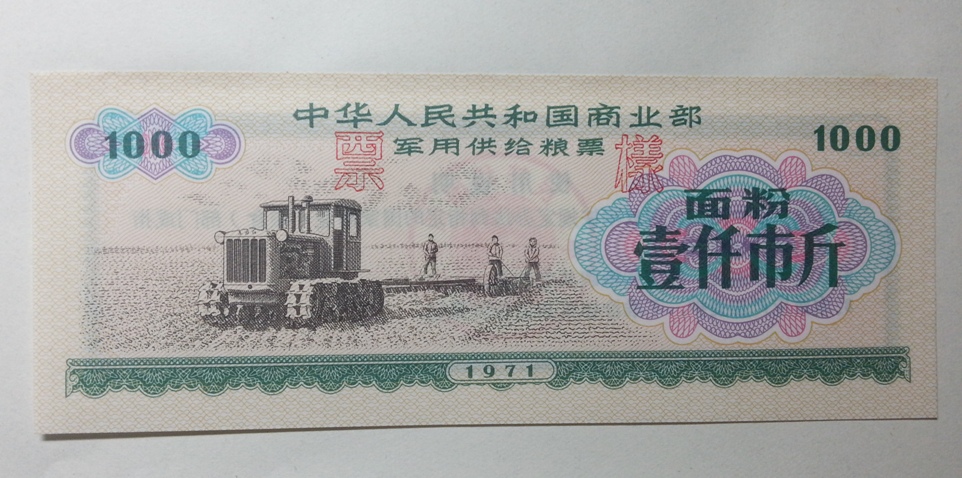 中华人民共和国商业部
1000
军用供给粮票
1000
票樣
面粉
壹仟市斤
1971